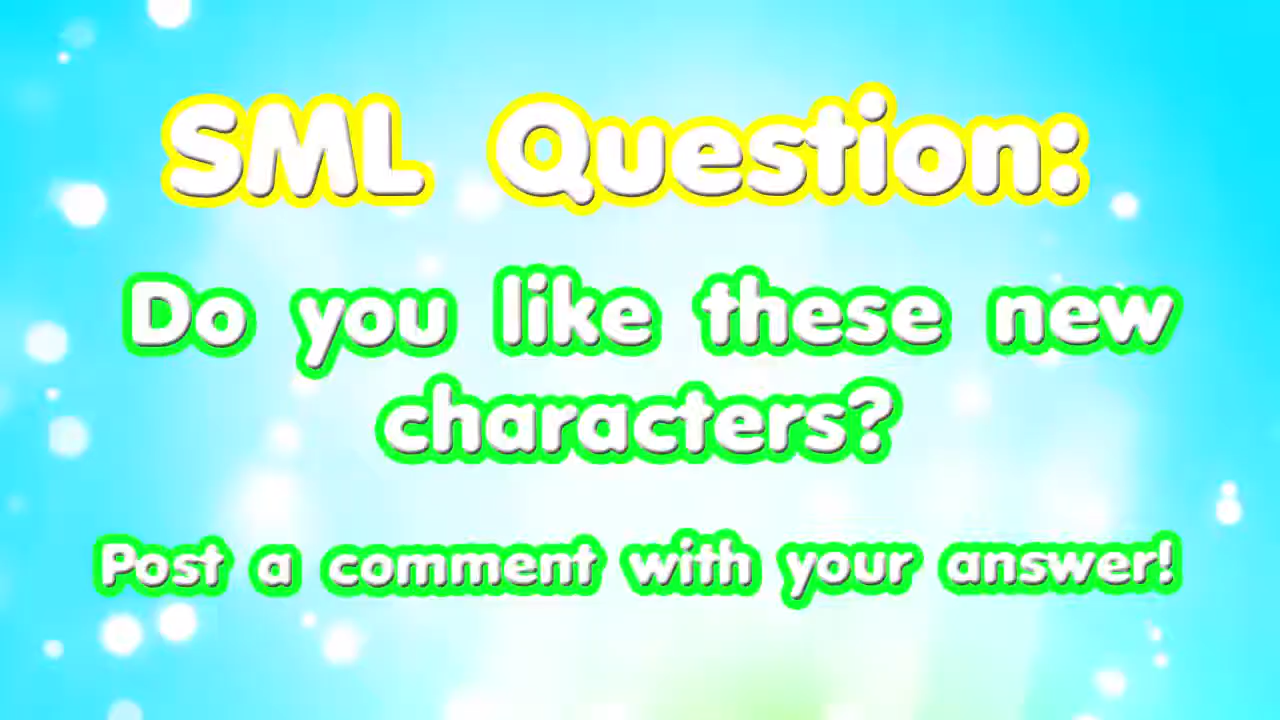 SML Question:
Do you like these new
characters?
Post a comment with your answer!